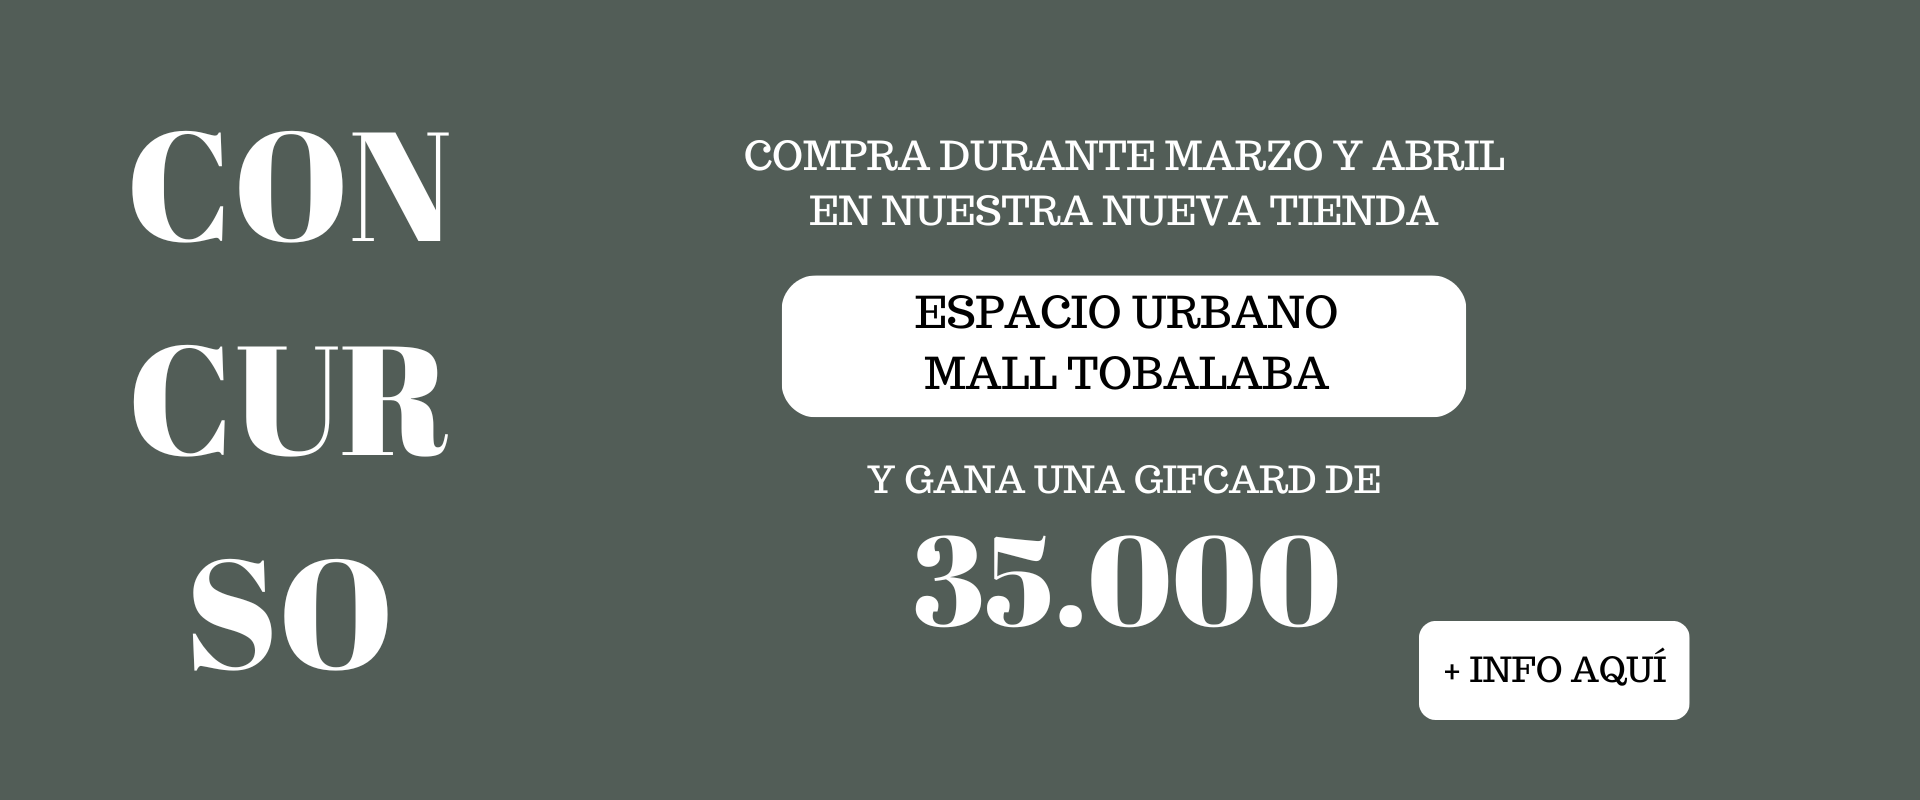 CON
CUR
SO
COMPRA DURANTE MARZO Y ABRIL
EN NUESTRA NUEVA TIENDA
ESPACIO URBANO
MALL TOBALABA
Y GANA UNA GIFCARD DE
35.000
+ INFO AQUÍ